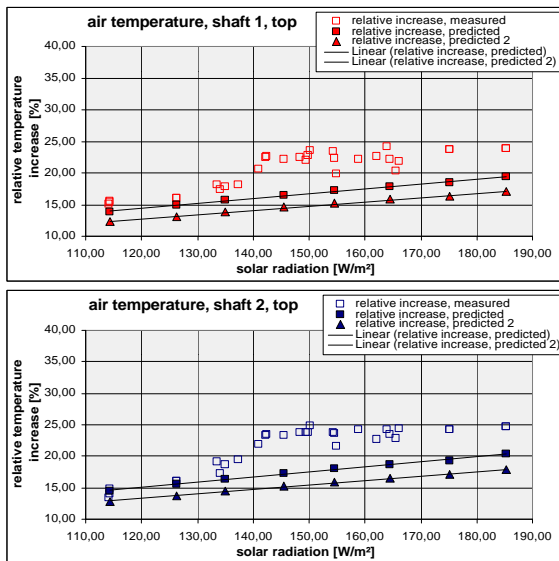 air temperature, shaft 1, top
relative increase, measured
relative increase, predicted
relative increase, predicted 2
Linear (relative increase, predicted)
Linear (relative increase, predicted 2)
relative temperature
increase [%]
40,00
35,00
30,00
25,00
20,00
15,00
10,00
110,00 120,00 130,00 140,00 150,00 160,00 170,00 180,00 190,00
solar radiation [W/m²]
air temperature, shaft 2, top
relative increase, measured
relative increase, predicted
relative increase, predicted 2
Linear (relative increase, predicted)
Linear (relative increase, predicted 2)
relative temperature
increase [%]
40,00
35,00
30,00
25,00
20,00
15,00
10,00
110,00 120,00 130,00 140,00 150,00 160,00 170,00 180,00 190,00
solar radiation [W/m²]